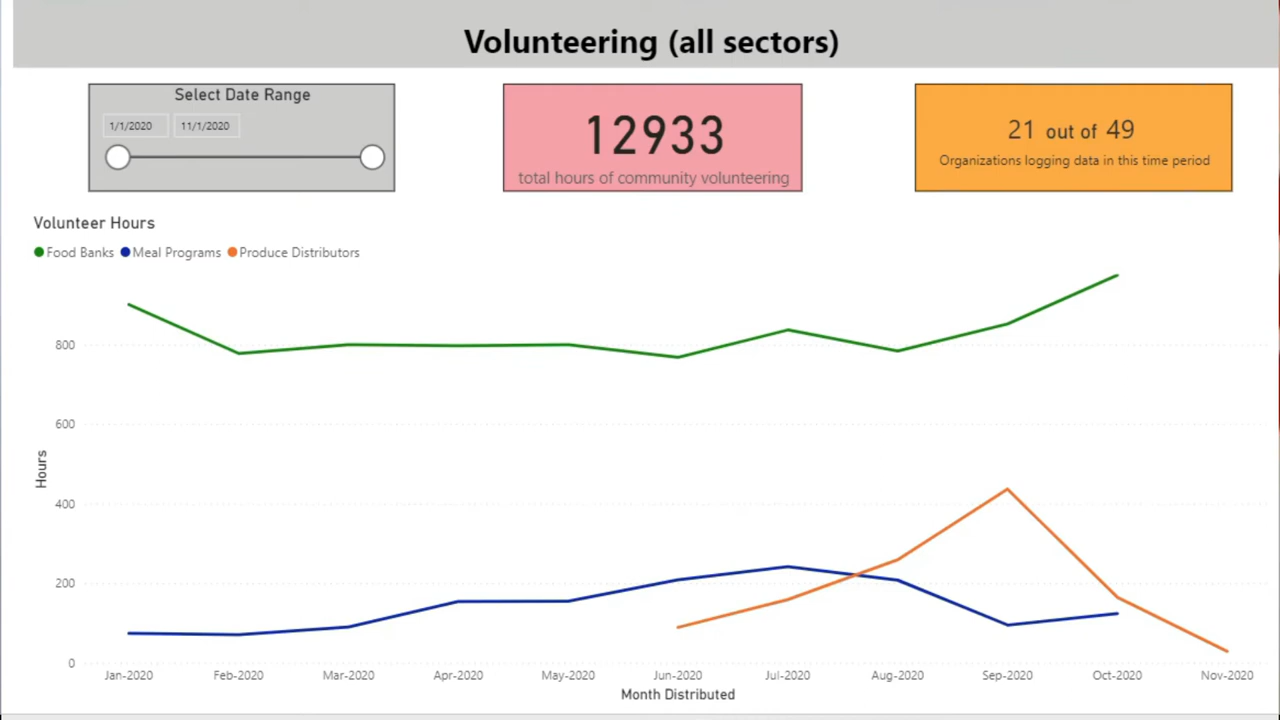 Volunteering (all sectors)
Select Date Range
1/1/2020 11/1/2020
12933
total hours of community volunteering
21 out of 49
Organizations logging data in this time period
Volunteer Hours
Food Banks Meal Programs Produce Distributors
800
600
400
200
0
Hours
Jan-2020 Feb-2020 Mar-2020 Apr-2020 May-2020 Jun-2020 Jul-2020 Aug-2020 Sep-2020 Oct-2020 Nov-2020
Month Distributed